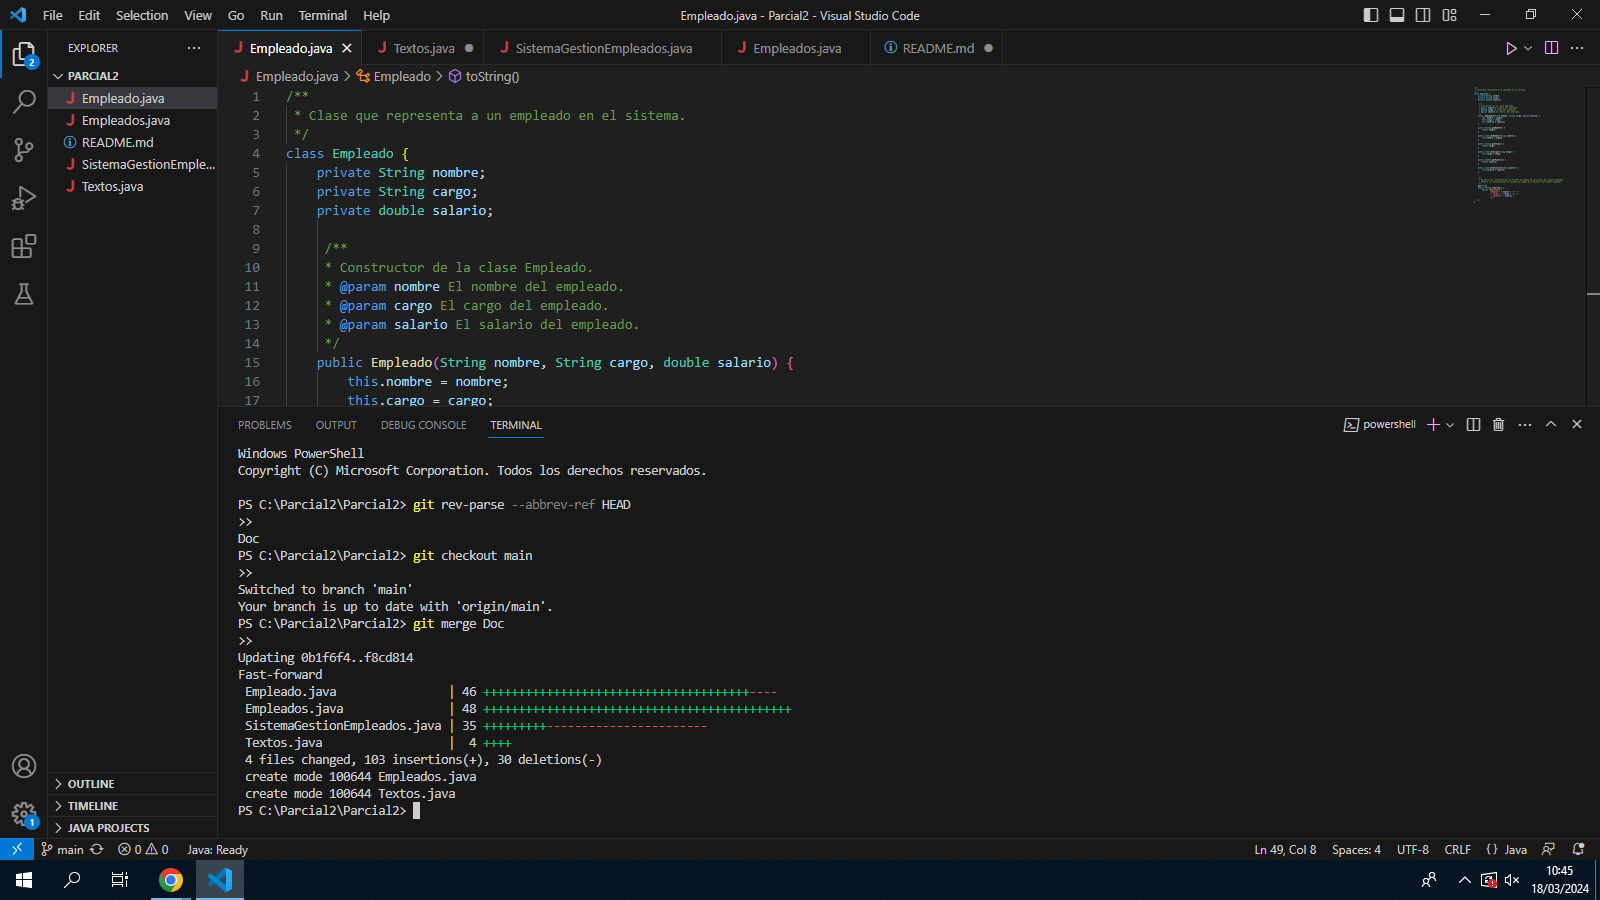 File Edit Selection View Go Run Terminal Help
Empleado.java - Parcial2 - Visual Studio Code
EXPLORER ···
PARCIAL2
Empleado.java
Empleados.java
README.md
SistemaGestionEmple...
Textos.java
OUTLINE
TIMELINE
JAVA PROJECTS
2
1
Empleado.java
Textos.java
SistemaGestionEmpleados.java
Empleados.java
README.md
Empleado.java > Empleado > toString()
1 /**
2 * Clase que representa a un empleado en el sistema.
3 */
4 class Empleado {
5 private String nombre;
6 private String cargo;
7 private double salario;
8
9 /**
10 * Constructor de la clase Empleado.
11 * @param nombre El nombre del empleado.
12 * @param cargo El cargo del empleado.
13 * @param salario El salario del empleado.
14 */
15 public Empleado(String nombre, String cargo, double salario) {
16 this.nombre = nombre;
17 this.cargo = cargo;
PROBLEMS OUTPUT DEBUG CONSOLE TERMINAL
powershell
Windows PowerShell
Copyright (C) Microsoft Corporation. Todos los derechos reservados.
PS C:\Parcial2\Parcial2> git rev-parse --abbrev-ref HEAD
>>
Doc
PS C:\Parcial2\Parcial2> git checkout main
>>
Switched to branch 'main'
Your branch is up to date with 'origin/main'.
PS C:\Parcial2\Parcial2> git merge Doc
>>
Updating 0b1f6f4..f8cd814
Fast-forward
Empleado.java | 46 ++++++++++++++++++++++++++++++++++++++----
Empleados.java | 48 ++++++++++++++++++++++++++++++++++++++++++++
SistemaGestionEmpleados.java | 35 +++++++++-----------------------
Textos.java | 4 ++++
4 files changed, 103 insertions(+), 30 deletions(-)
create mode 100644 Empleados.java
create mode 100644 Textos.java
PS C:\Parcial2\Parcial2>
main 0 0 Java: Ready
Ln 49, Col 8 Spaces: 4 UTF-8 CRLF {} Java
10:45
18/03/2024